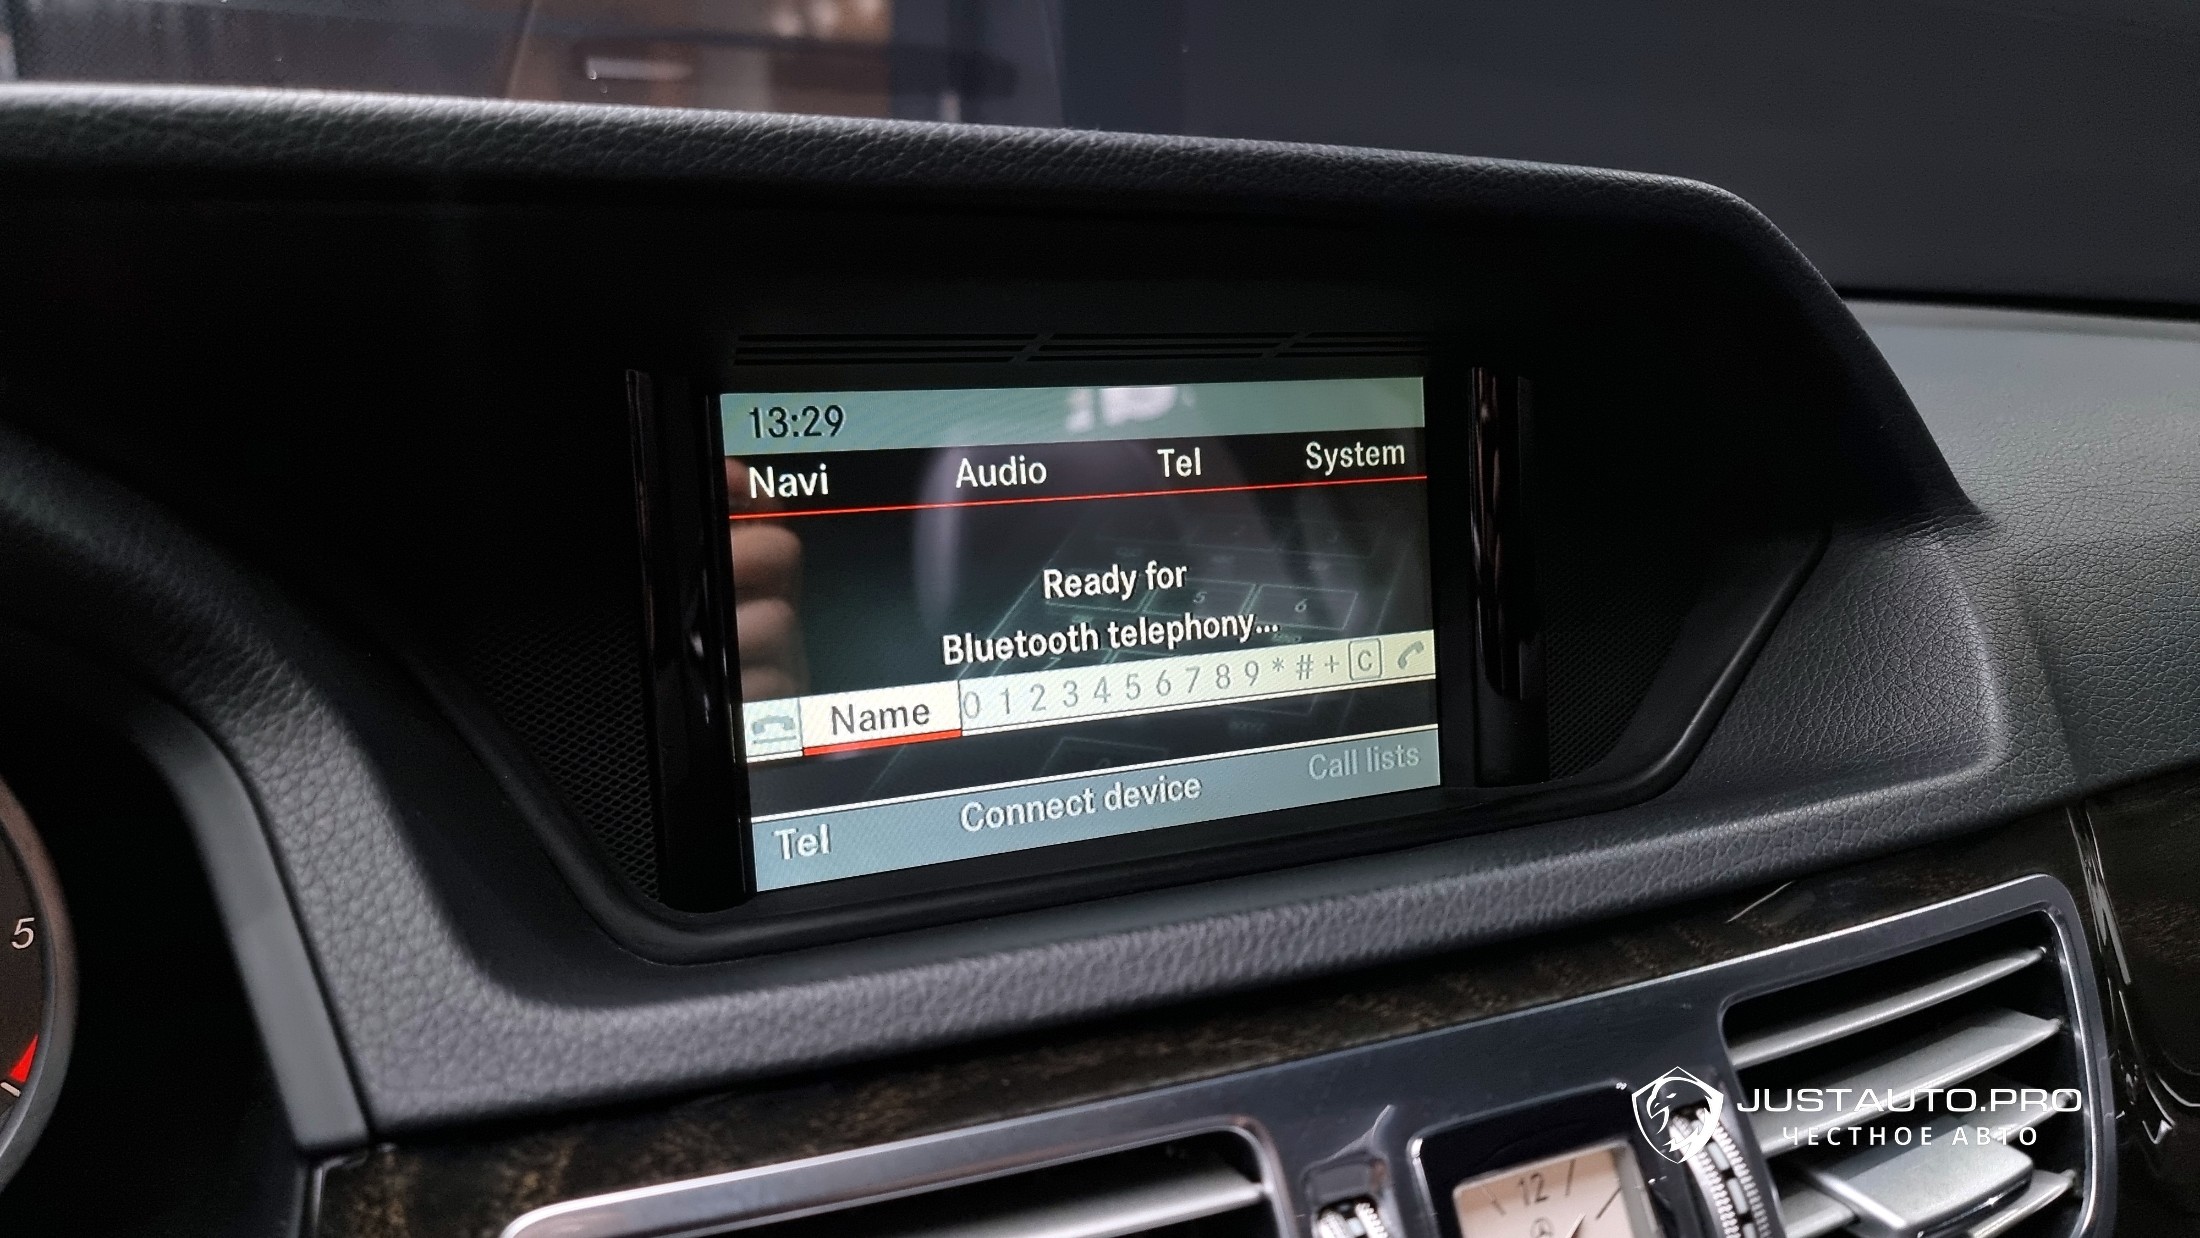 13:29
Navi Audio Tel System
Ready for
Bluetooth telephony...
Name 0 1 2 3 4 5 6 7 8 9 * # + C
Tel Connect device Call lists
5
12
JUSTAUTO.PRO
ЧЕСТНОЕ АВТО